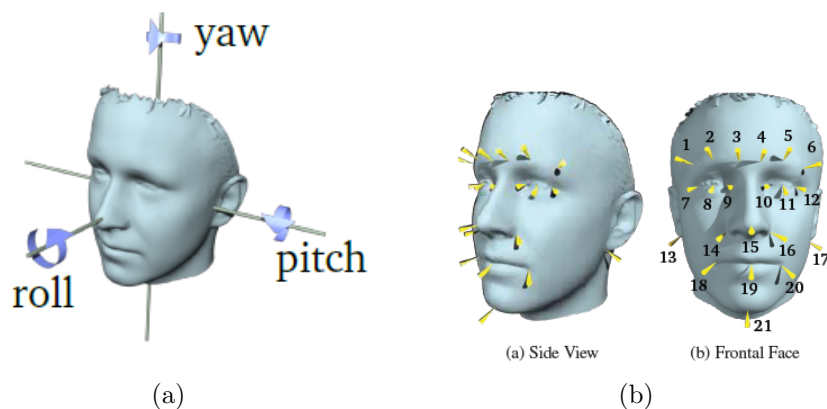 yaw
pitch
roll
1 2 3 4 5 6
7 8 9 10 11 12
13 14 15 16 17
18 19 20
21
(a) Side View
(b) Frontal Face
(a)
(b)